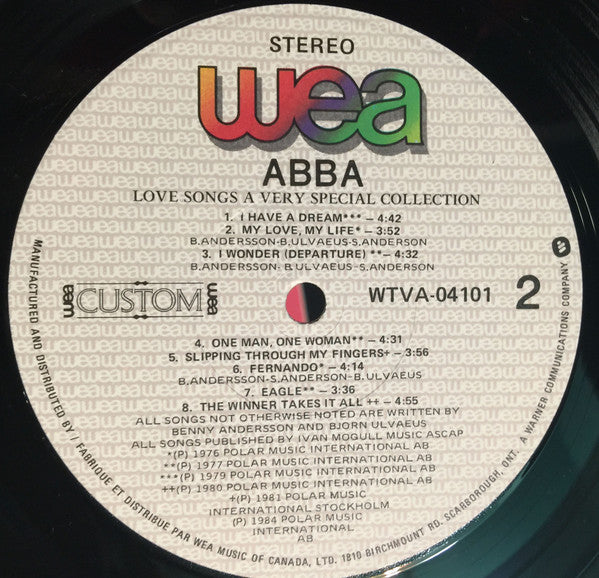 STEREO
wea
ABBA
LOVE SONGS A VERY SPECIAL COLLECTION
1. I HAVE A DREAM*** – 4:42
2. MY LOVE, MY LIFE* – 3:52
B.ANDERSSON-B.ULVAEUS-S.ANDERSON
3. I WONDER (DEPARTURE) ** – 4:32
B.ANDERSSON- B.ULVAEUS-S.ANDERSON
wea CUSTOM wea
WTVA-04101 2
4. ONE MAN, ONE WOMAN** – 4:31
5. SLIPPING THROUGH MY FINGERS+ – 3:56
6. FERNANDO* – 4:14
B.ANDERSSON-S.ANDERSON-B.ULVAEUS
7. EAGLE** – 3:36
8. THE WINNER TAKES IT ALL ++ – 4:55
ALL SONGS NOT OTHERWISE NOTED ARE WRITTEN BY
BENNY ANDERSSON AND BJORN ULVAEUS
ALL SONGS PUBLISHED BY IVAN MOGULL MUSIC ASCAP
*(P) 1976 POLAR MUSIC INTERNATIONAL AB
**(P) 1977 POLAR MUSIC INTERNATIONAL AB
***(P) 1979 POLAR MUSIC INTERNATIONAL AB
++(P) 1980 POLAR MUSIC INTERNATIONAL AB
+(P) 1981 POLAR MUSIC
INTERNATIONAL STOCKHOLM
(P) 1984 POLAR MUSIC
INTERNATIONAL
AB
MANUFACTURED AND DISTRIBUTED BY / FABRIQUE ET DISTRIBUE PAR WEA MUSIC OF CANADA, LTD. 1810 BIRCHMOUNT RD. SCARBOROUGH, ONT. A WARNER COMMUNICATIONS COMPANY